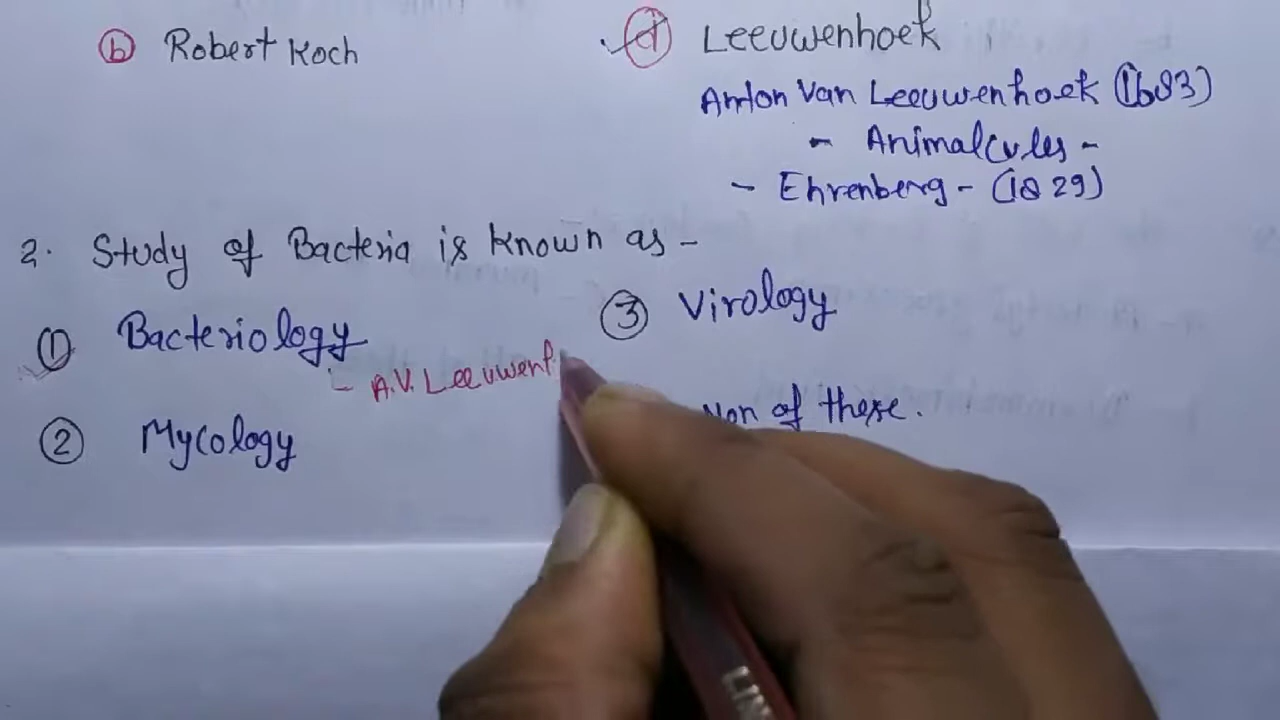 b Robert Koch
d Leeuwenhoek
Anton Van Leeuwenhoek (1683)
- Animalcules -
- Ehrenberg - (1829)
2. Study of Bacteria is known as -
1 Bacteriology
- A.V. Leeuwenh
2 Mycology
3 Virology
Non of these.